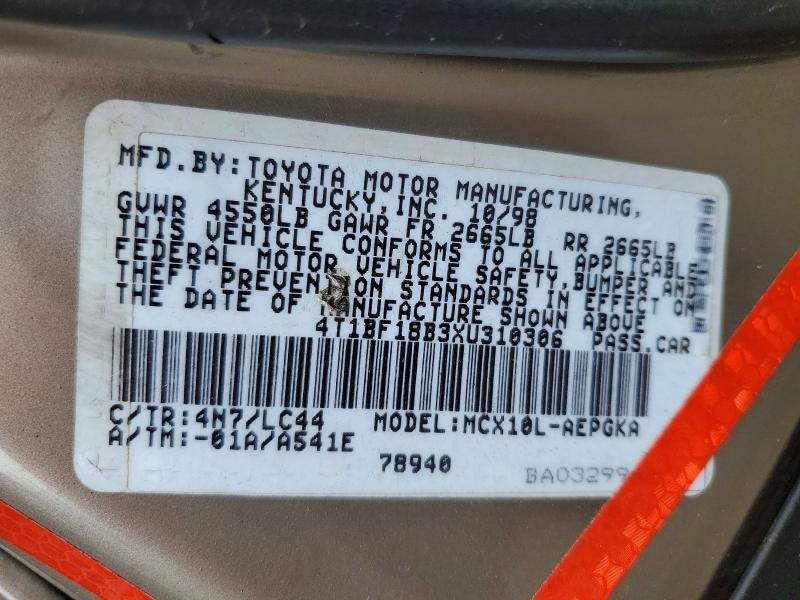 MFD.BY:TOYOTA MOTOR MANUFACTURING,
KENTUCKY,INC. 10/98
GVWR 4550LB GAWR FR 2665LB RR 2665LB
THIS VEHICLE CONFORMS TO ALL APPLICABLE
FEDERAL MOTOR VEHICLE SAFETY,BUMPER AND
THEFT PREVENTION STANDARDS IN EFFECT ON
THE DATE OF MANUFACTURE SHOWN ABOVE
4T1BF18B3XU310306 PASS.CAR
C/TR:4N7/LC44 MODEL:MCX10L-AEPGKA
A/TM:-01A/A541E
78940